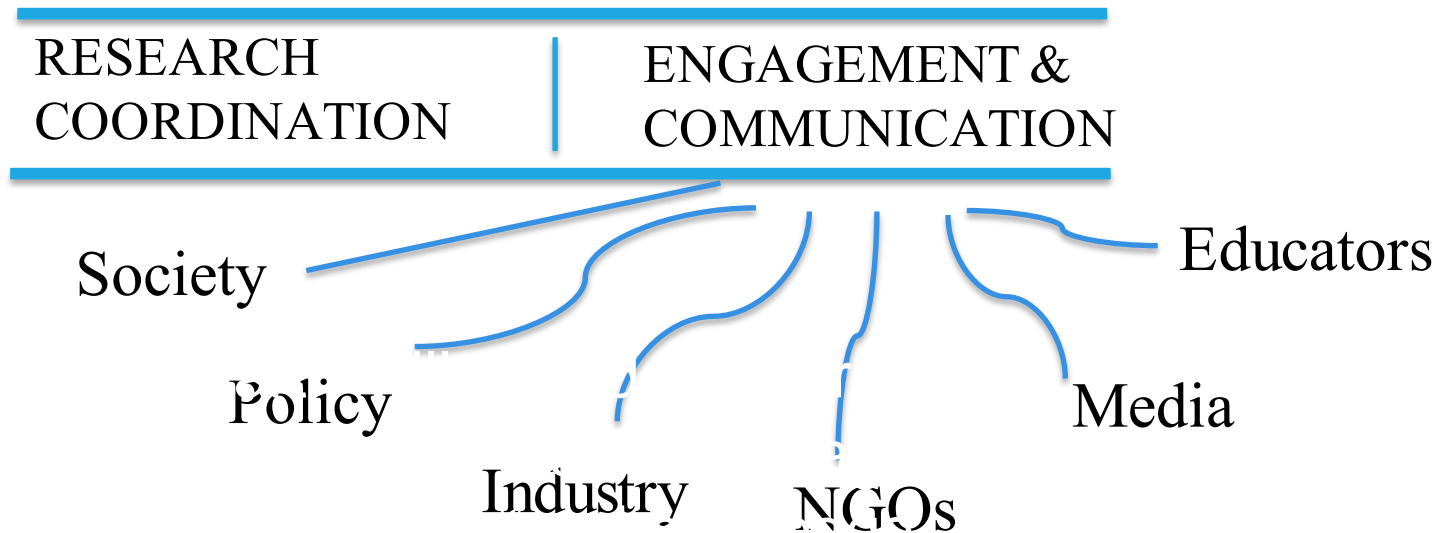 RESEARCH
COORDINATION
ENGAGEMENT &
COMMUNICATION
Society
Educators
Policy
Media
Industry
NGOs